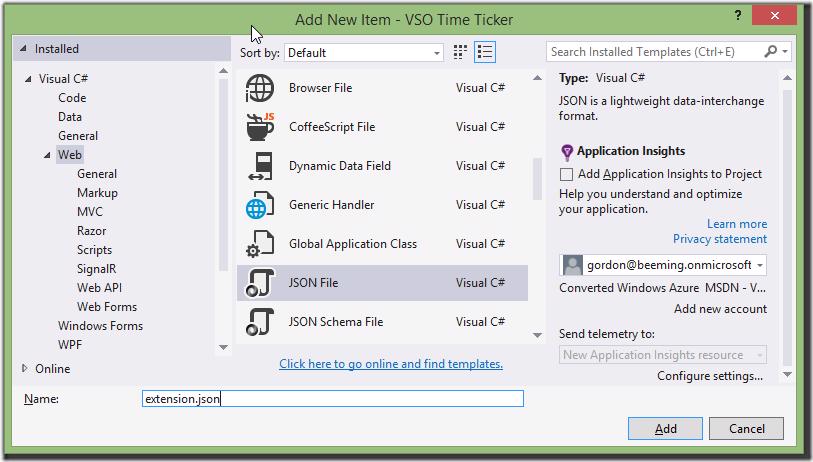 Add New Item - VSO Time Ticker
?
Installed
Sort by: Default
Search Installed Templates (Ctrl+E)
Visual C#
Code
Data
General
Web
General
Markup
MVC
Razor
Scripts
SignalR
Web API
Web Forms
Windows Forms
WPF
Online
Browser File Visual C#
JS
CoffeeScript File Visual C#
Dynamic Data Field Visual C#
Generic Handler Visual C#
Global Application Class Visual C#
JSON File Visual C#
JSON Schema File Visual C#
Click here to go online and find templates.
Type: Visual C#
JSON is a lightweight data-interchange
format.
Application Insights
Add Application Insights to Project
Help you understand and optimize
your application.
Learn more
Privacy statement
gordon@beeming.onmicrosoft
Converted Windows Azure MSDN - V...
Add new account
Send telemetry to:
New Application Insights resource
Configure settings...
Name: extension.json
Add
Cancel